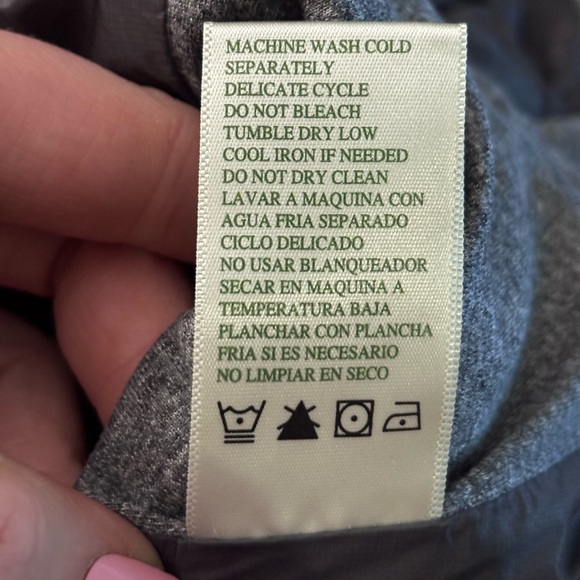 MACHINE WASH COLD
SEPARATELY
DELICATE CYCLE
DO NOT BLEACH
TUMBLE DRY LOW
COOL IRON IF NEEDED
DO NOT DRY CLEAN
LAVAR A MAQUINA CON
AGUA FRIA SEPARADO
CICLO DELICADO
NO USAR BLANQUEADOR
SECAR EN MAQUINA A
TEMPERATURA BAJA
PLANCHAR CON PLANCHA
FRIA SI ES NECESARIO
NO LIMPIAR EN SECO